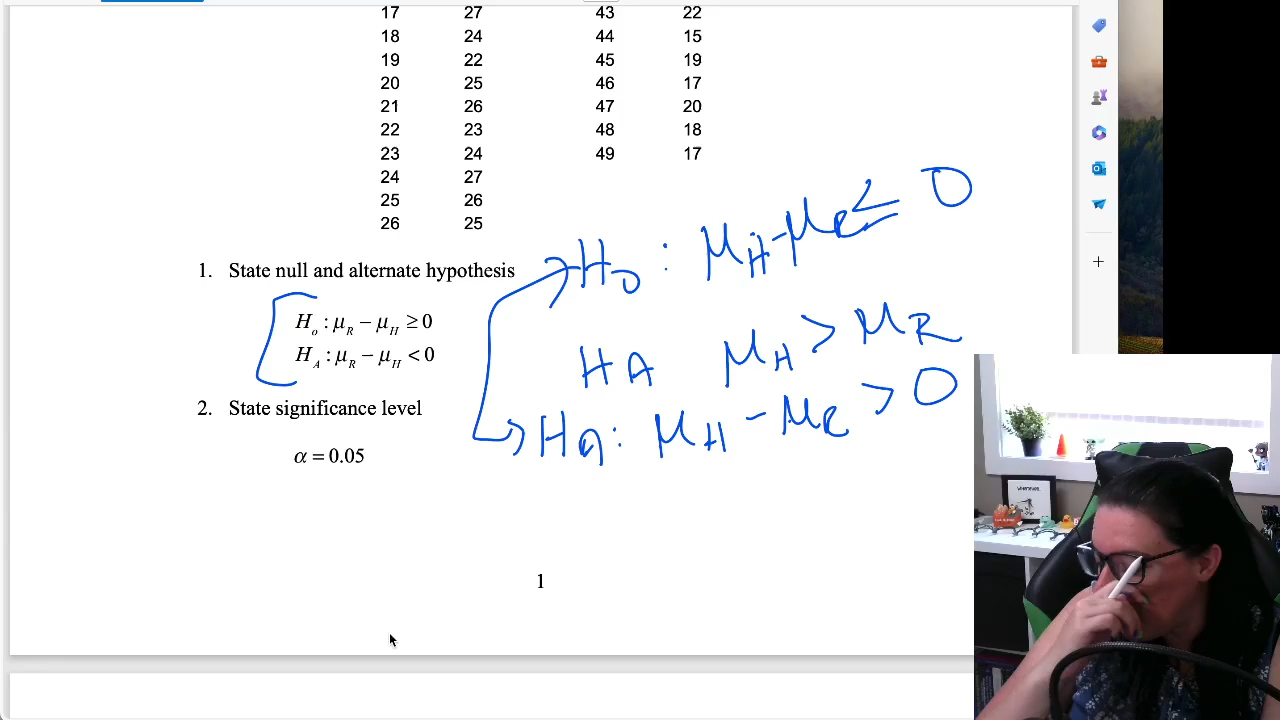 17 27 43 22
18 24 44 15
19 22 45 19
20 25 46 17
21 26 47 20
22 23 48 18
23 24 49 17
24 27
25 26
26 25
H₀ : μH - μR ≤ 0
1. State null and alternate hypothesis
Hₒ : μR − μH ≥ 0
HA : μR − μH < 0
HA μH > μR
HA : μH - μR > 0
2. State significance level
α = 0.05
1